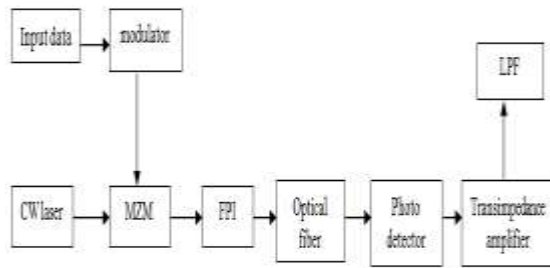 Input data
modulator
LPF
CW laser
MZM
FPI
Optical
fiber
Photo
detector
Transimpedance
amplifier